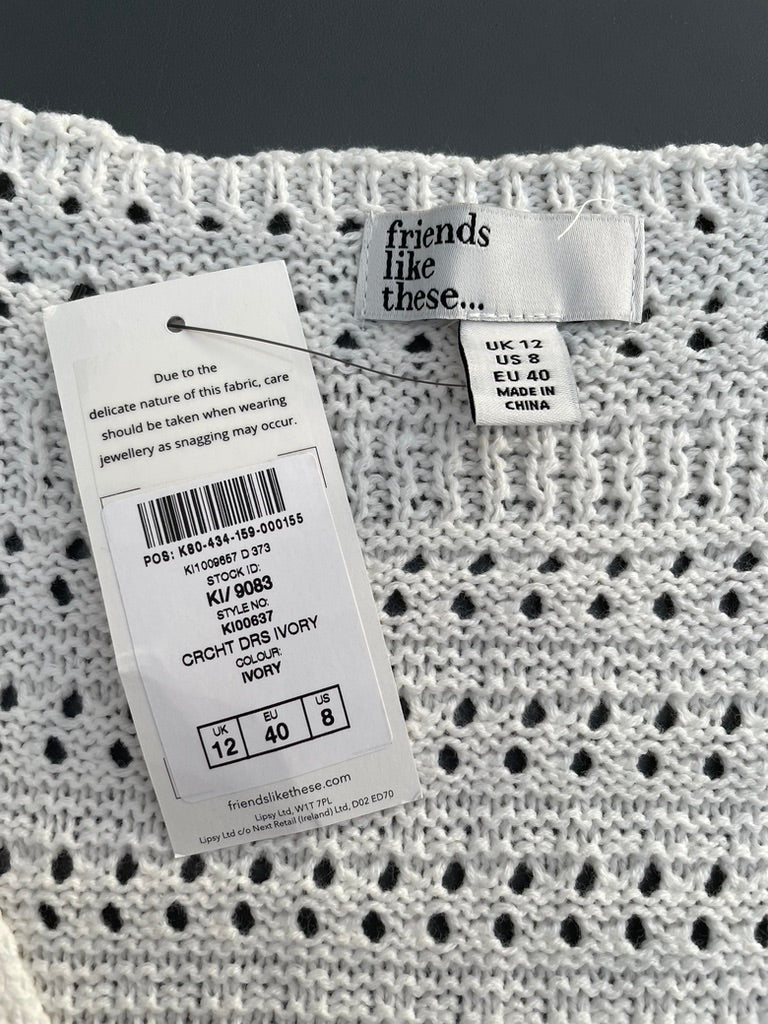 friends
like
these...
UK 12
US 8
EU 40
MADE IN
CHINA
Due to the
delicate nature of this fabric, care
should be taken when wearing
jewellery as snagging may occur.
POS: K80-434-159-000155
KI1009657 D 373
STOCK ID:
KI/ 9083
STYLE NO:
KI00637
CRCHT DRS IVORY
COLOUR:
IVORY
UK EU US
12 40 8
friendslikethese.com
Lipsy Ltd, W1T 7PL
Lipsy Ltd c/o Next Retail (Ireland) Ltd, D02 ED70